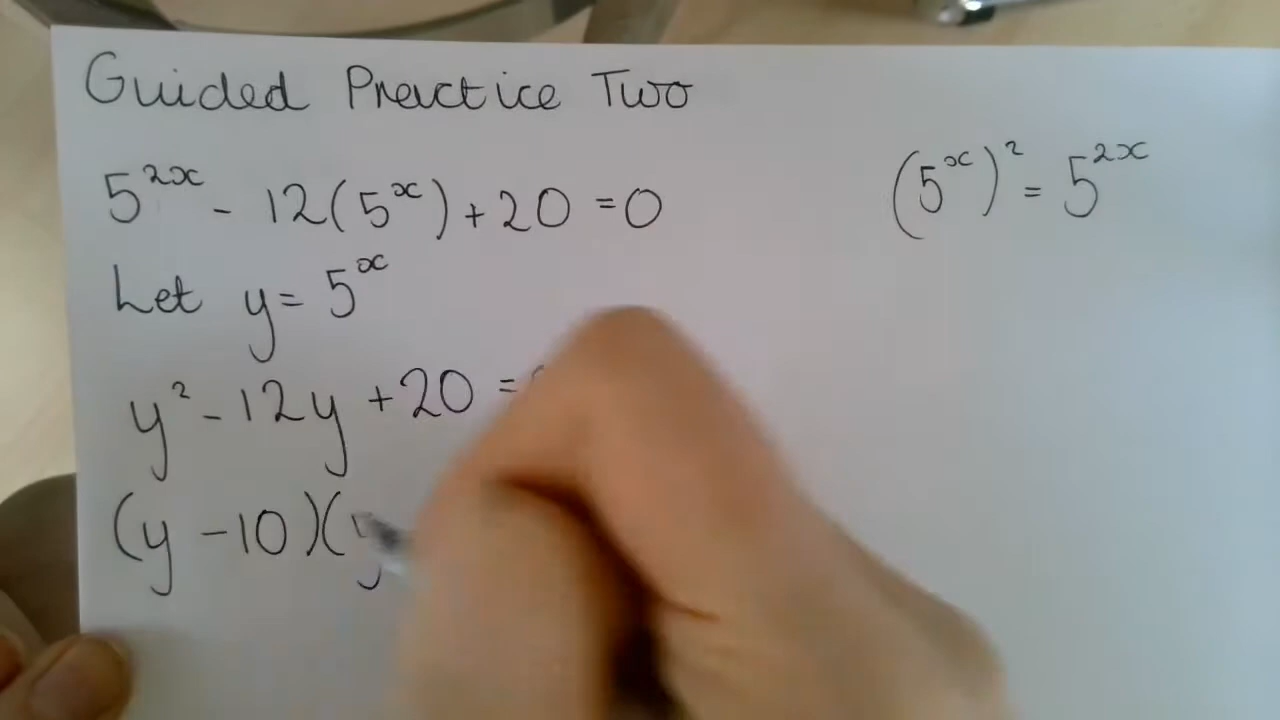 Guided Practice Two
5^{2x} - 12(5^x) + 20 = 0
(5^x)^2 = 5^{2x}
Let y = 5^x
y^2 - 12y + 20 =
(y - 10)(y